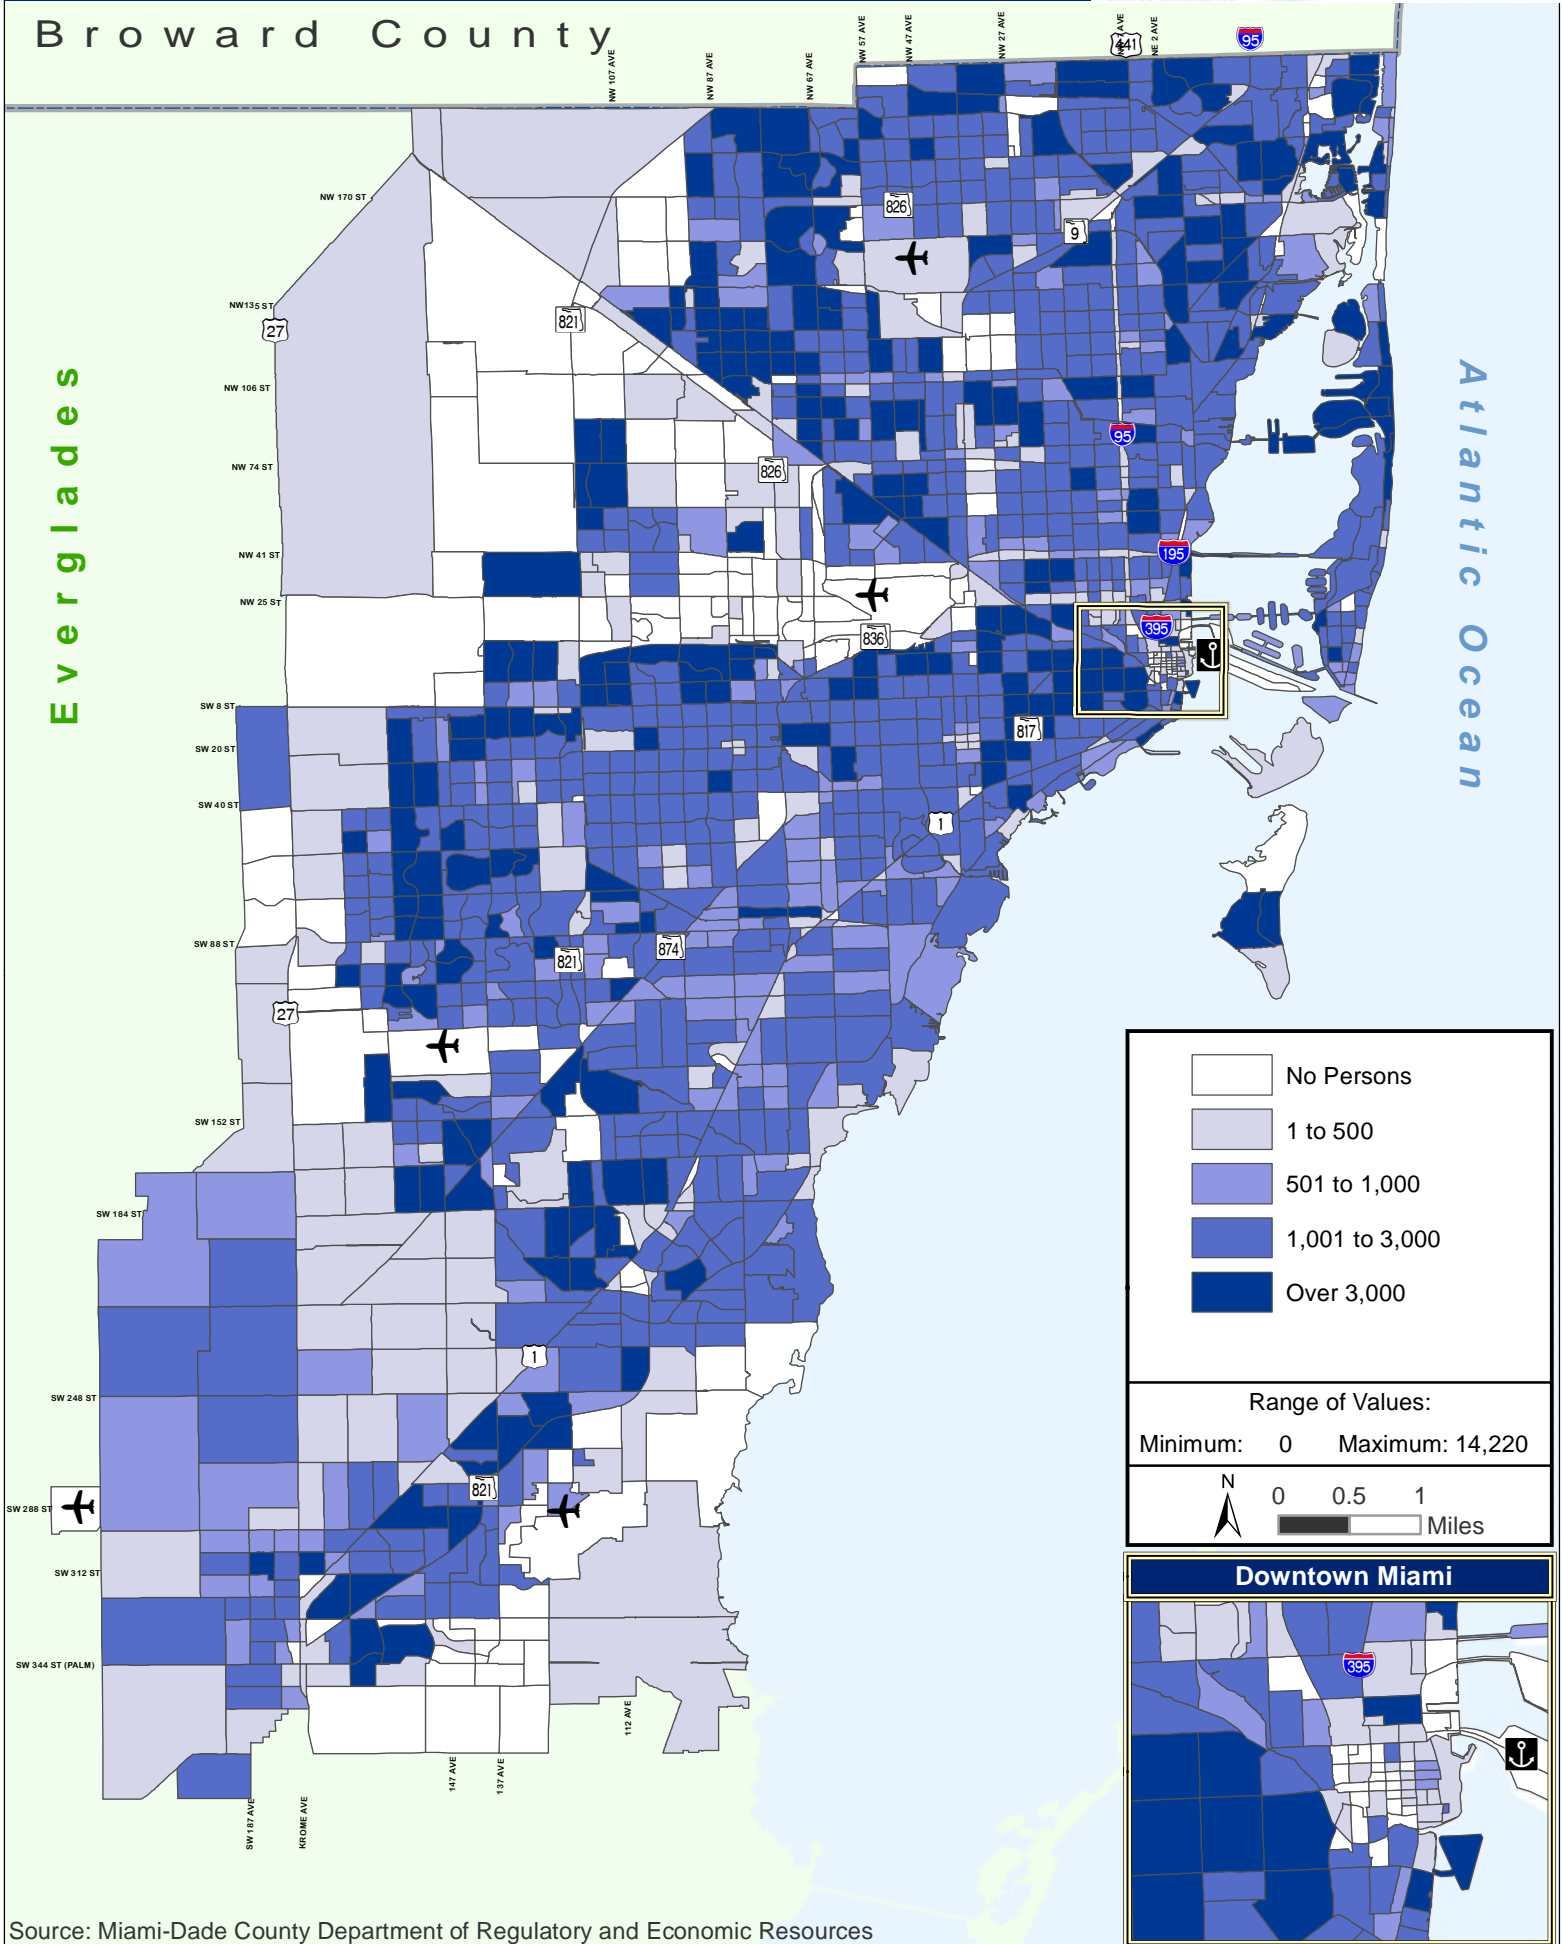 Broward County
NW 107 AVE
NW 87 AVE
NW 67 AVE
NW 57 AVE
NW 47 AVE
NW 27 AVE
441
AVE
NE 2 AVE
95
NW 170 ST
826
9
NW135 ST
27
821
NW 106 ST
Everglades
Atlantic Ocean
95
NW 74 ST
826
NW 41 ST
195
NW 25 ST
836
395
SW 8 ST
817
SW 20 ST
SW 40 ST
1
SW 88 ST
821
874
27
SW 152 ST
SW 184 ST
1
SW 248 ST
821
SW 288 ST
SW 312 ST
SW 344 ST (PALM)
112 AVE
147 AVE
137 AVE
SW 187 AVE
KROME AVE
No Persons
1 to 500
501 to 1,000
1,001 to 3,000
Over 3,000
Range of Values:
Minimum: 0 Maximum: 14,220
N
0 0.5 1
Miles
Downtown Miami
395
Source: Miami-Dade County Department of Regulatory and Economic Resources